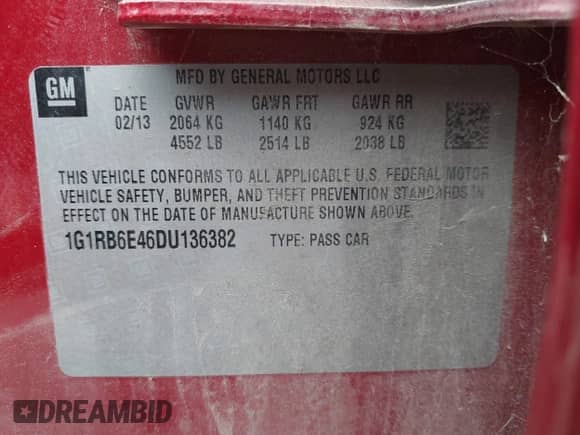 GM
MFD BY GENERAL MOTORS LLC
DATE GVWR GAWR FRT GAWR RR
02/13 2064 KG 1140 KG 924 KG
4552 LB 2514 LB 2038 LB
THIS VEHICLE CONFORMS TO ALL APPLICABLE U.S. FEDERAL MOTOR
VEHICLE SAFETY, BUMPER, AND THEFT PREVENTION STANDARDS IN
EFFECT ON THE DATE OF MANUFACTURE SHOWN ABOVE.
1G1RB6E46DU136382 TYPE: PASS CAR
DREAMBID